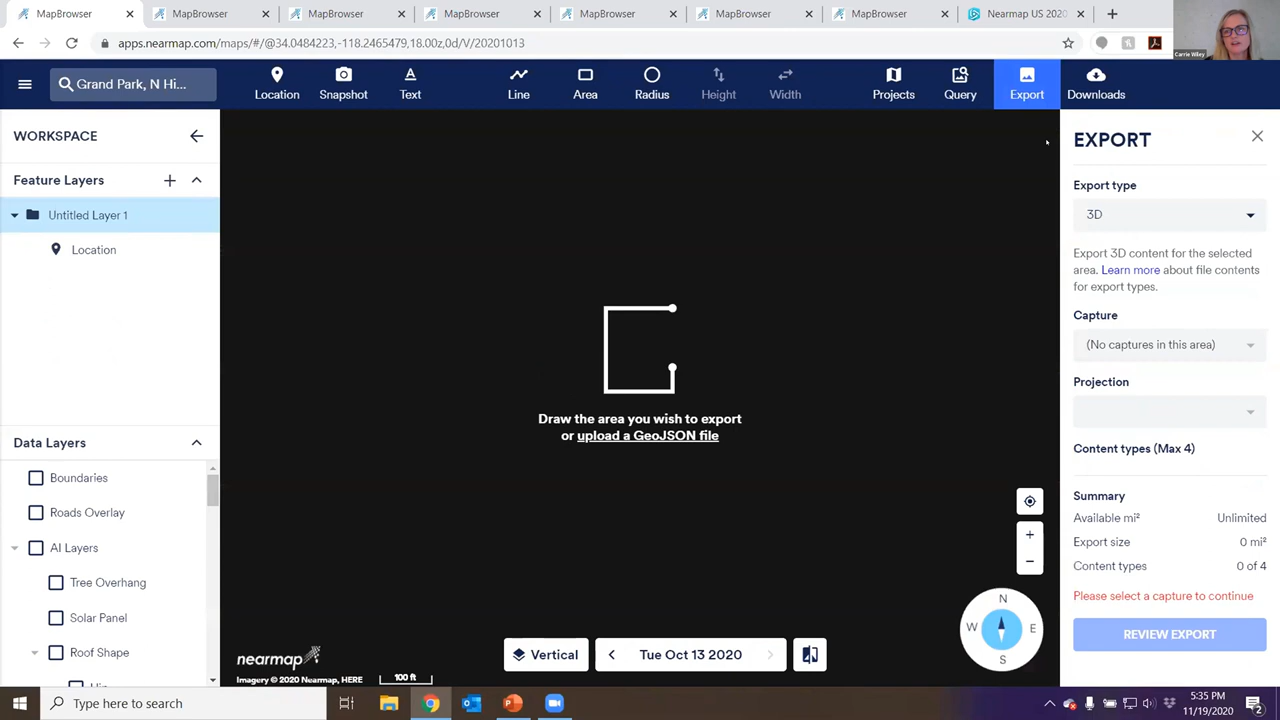 MapBrowser
MapBrowser
MapBrowser
MapBrowser
MapBrowser
MapBrowser
MapBrowser
Nearmap US 2020
apps.nearmap.com/maps/#/@34.0484223,-118.2465479,18.00z,0d/V/20201013
Carrie Wiley
Grand Park, N Hi...
Location
Snapshot
Text
Line
Area
Radius
Height
Width
Projects
Query
Export
Downloads
WORKSPACE
Feature Layers
Untitled Layer 1
Location
Data Layers
Boundaries
Roads Overlay
AI Layers
Tree Overhang
Solar Panel
Roof Shape
Hip
Draw the area you wish to export
or upload a GeoJSON file
N
W
E
S
nearmap
Imagery © 2020 Nearmap, HERE
100 ft
Vertical
Tue Oct 13 2020
EXPORT
Export type
3D
Export 3D content for the selected
area. Learn more about file contents
for export types.
Capture
(No captures in this area)
Projection
Content types (Max 4)
Summary
Available mi² Unlimited
Export size 0 mi²
Content types 0 of 4
Please select a capture to continue
REVIEW EXPORT
Type here to search
5:35 PM
11/19/2020
2